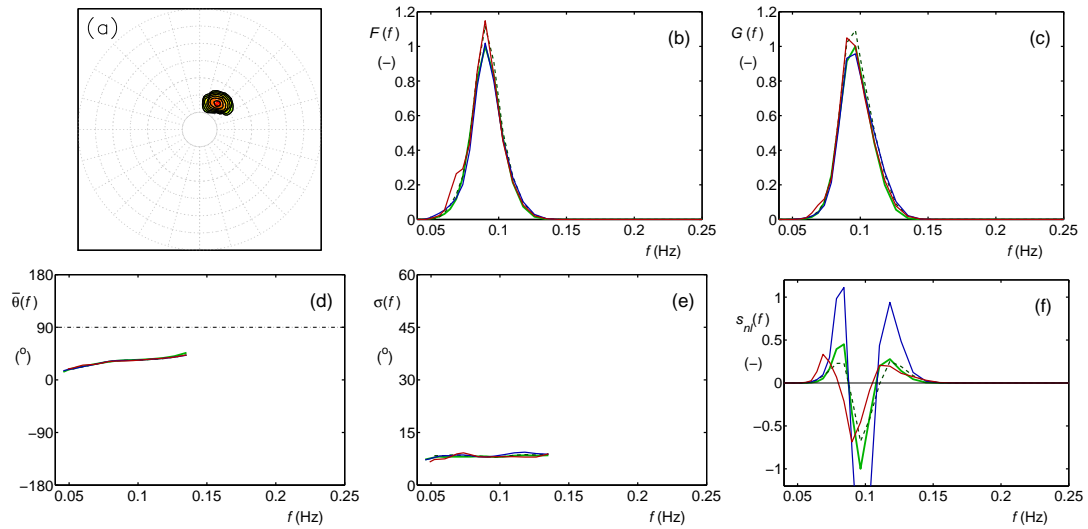 (a)
1.2
1
0.8
0.6
0.4
0.2
0
F (f)
(−)
(b)
0.05 0.1 0.15 0.2 0.25
f (Hz)
1.2
1
0.8
0.6
0.4
0.2
0
G (f)
(−)
(c)
0.05 0.1 0.15 0.2 0.25
f (Hz)
180
90
0
−90
−180
θ(f)
(o)
(d)
0.05 0.1 0.15 0.2 0.25
f (Hz)
60
45
30
15
0
σ(f)
(o)
(e)
0.05 0.1 0.15 0.2 0.25
f (Hz)
1
0.5
0
−0.5
−1
snl(f)
(−)
(f)
0.05 0.1 0.15 0.2 0.25
f (Hz)